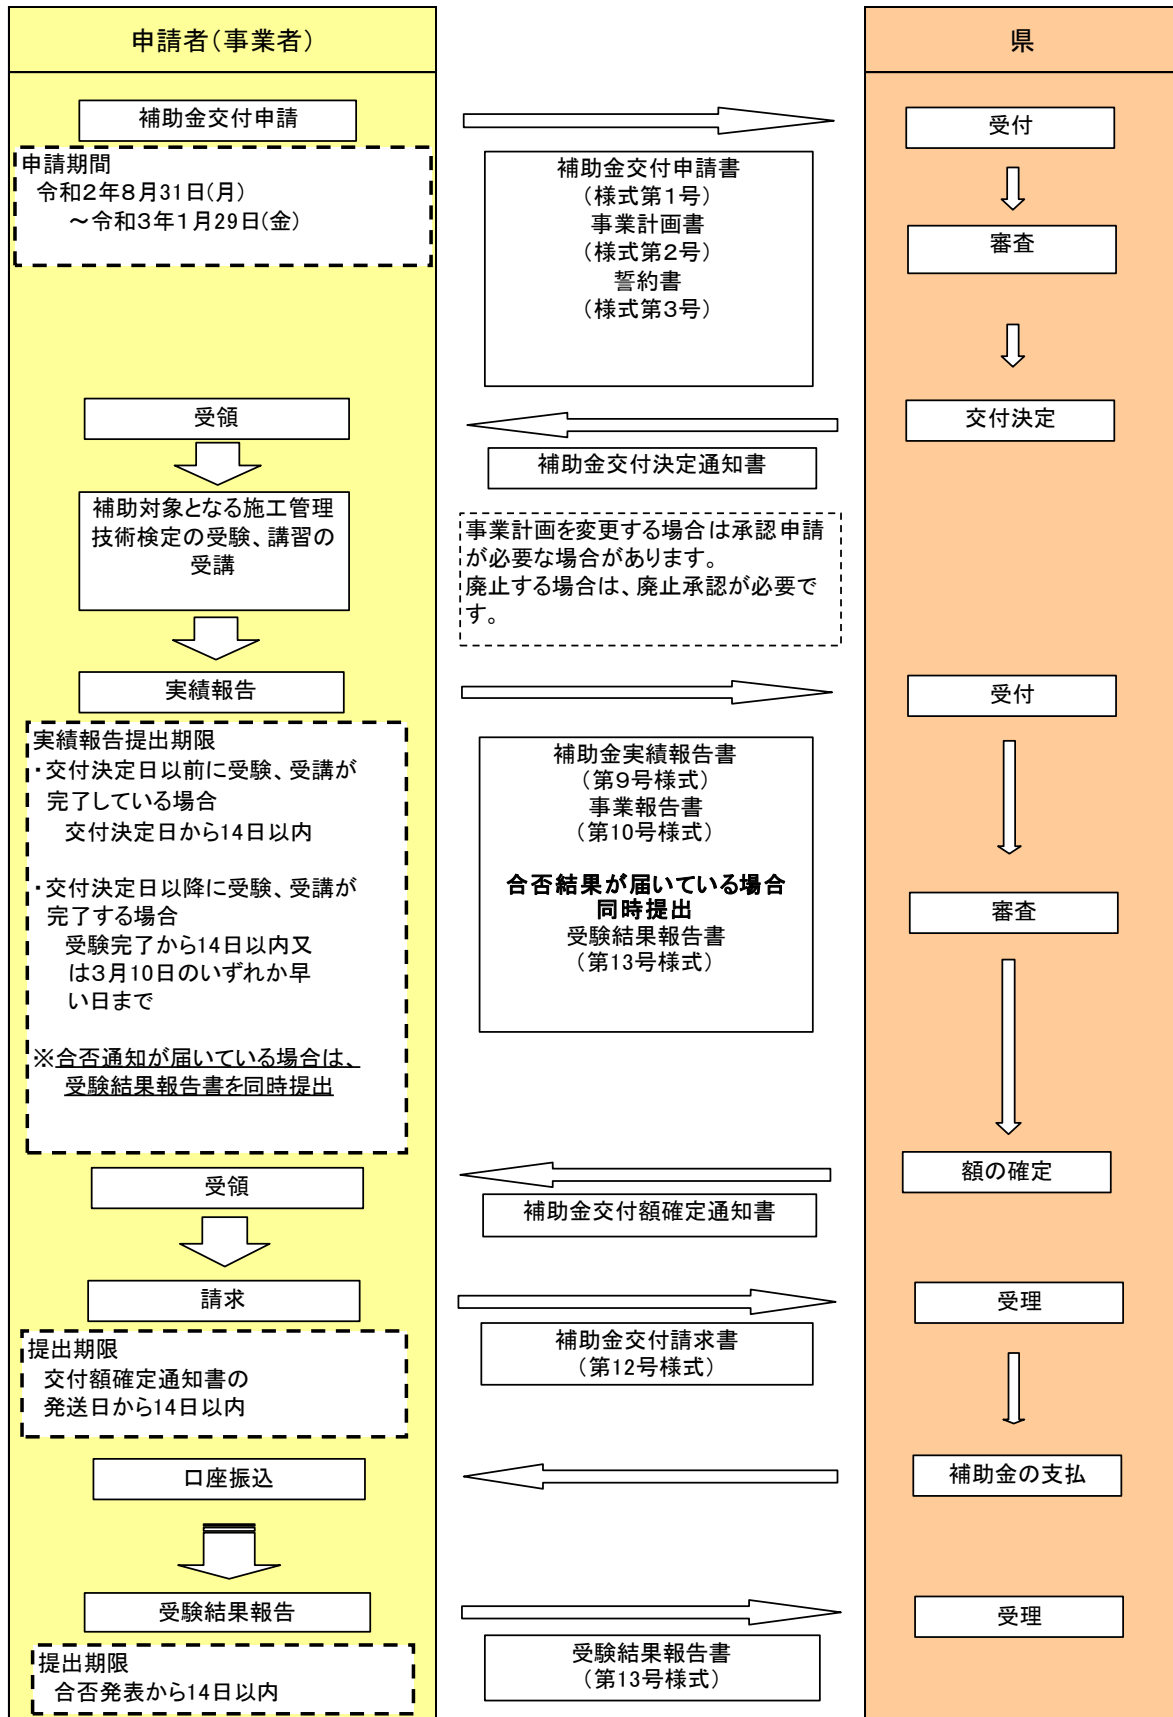 申請者(事業者)
県
補助金交付申請
受付
申請期間
令和2年8月31日(月)
～令和3年1月29日(金)
補助金交付申請書
(様式第1号)
事業計画書
(様式第2号)
誓約書
(様式第3号)
審査
受領
交付決定
補助金交付決定通知書
補助対象となる施工管理
技術検定の受験、講習の
受講
事業計画を変更する場合は承認申請
が必要な場合があります。
廃止する場合は、廃止承認が必要で
す。
実績報告
受付
実績報告提出期限
・交付決定日以前に受験、受講が
完了している場合
交付決定日から14日以内
・交付決定日以降に受験、受講が
完了する場合
受験完了から14日以内又
は3月10日のいずれか早
い日まで
※合否通知が届いている場合は、
受験結果報告書を同時提出
補助金実績報告書
(第9号様式)
事業報告書
(第10号様式)
合否結果が届いている場合
同時提出
受験結果報告書
(第13号様式)
審査
受領
額の確定
補助金交付額確定通知書
請求
受理
提出期限
交付額確定通知書の
発送日から14日以内
補助金交付請求書
(第12号様式)
口座振込
補助金の支払
受験結果報告
受理
提出期限
合否発表から14日以内
受験結果報告書
(第13号様式)